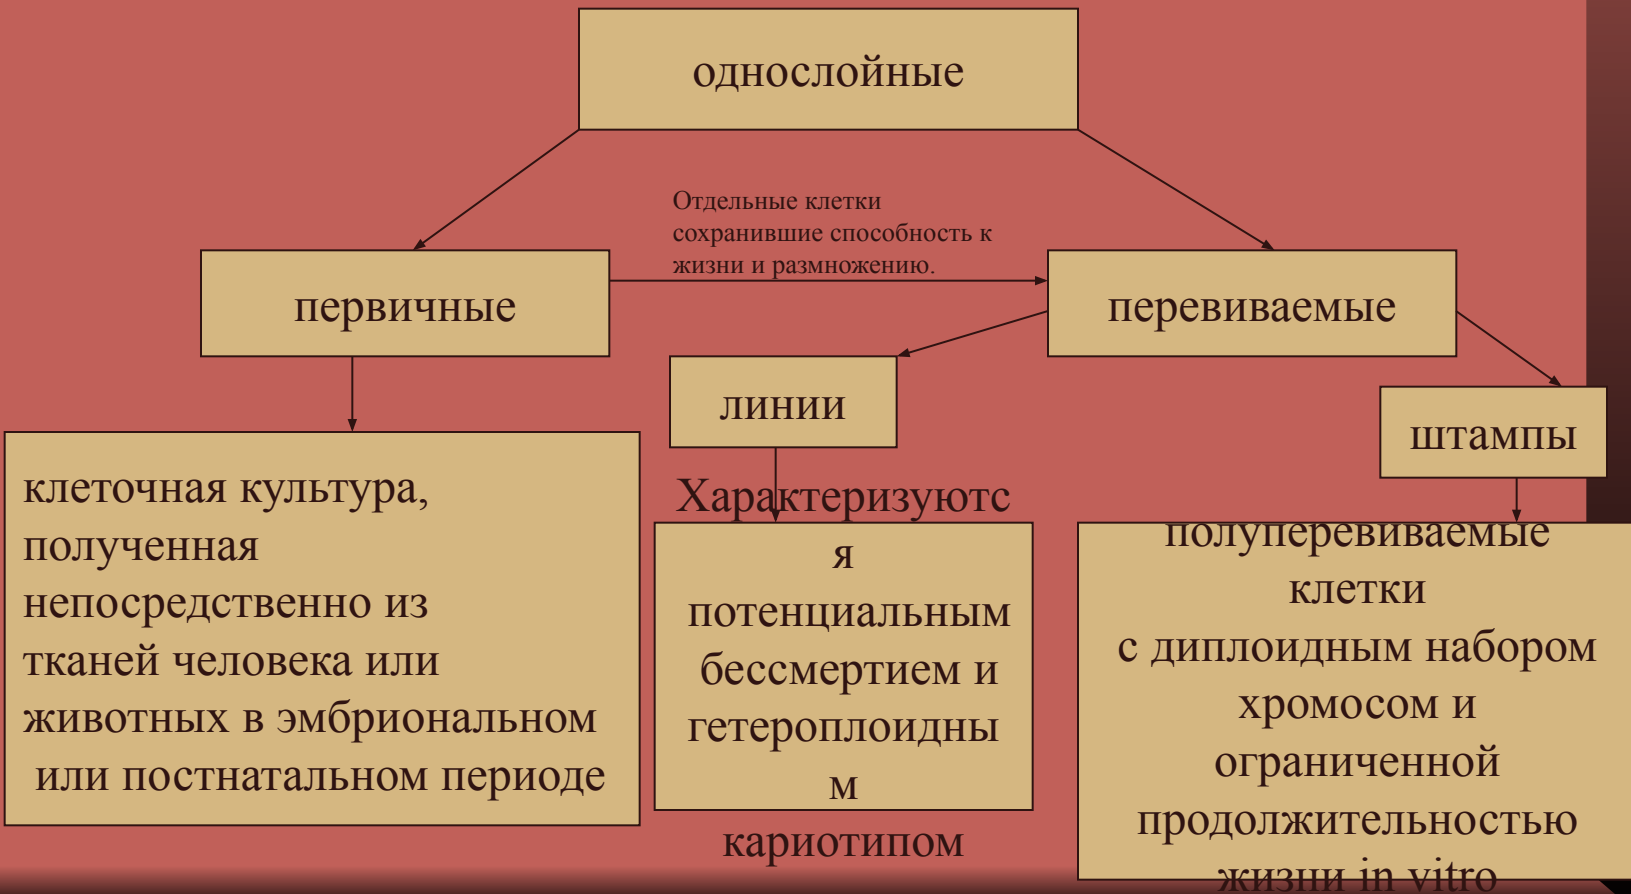 однослойные
Отдельные клетки
сохранившие способность к
жизни и размножению.
первичные
перевиваемые
линии
штампы
клеточная культура,
полученная
непосредственно из
тканей человека или
животных в эмбриональном
или постнатальном периоде
Характеризуютс
я
потенциальным
бессмертием и
гетероплоидны
м
кариотипом
полуперевиваемые
клетки
с диплоидным набором
хромосом и
ограниченной
продолжительностью
жизни in vitro